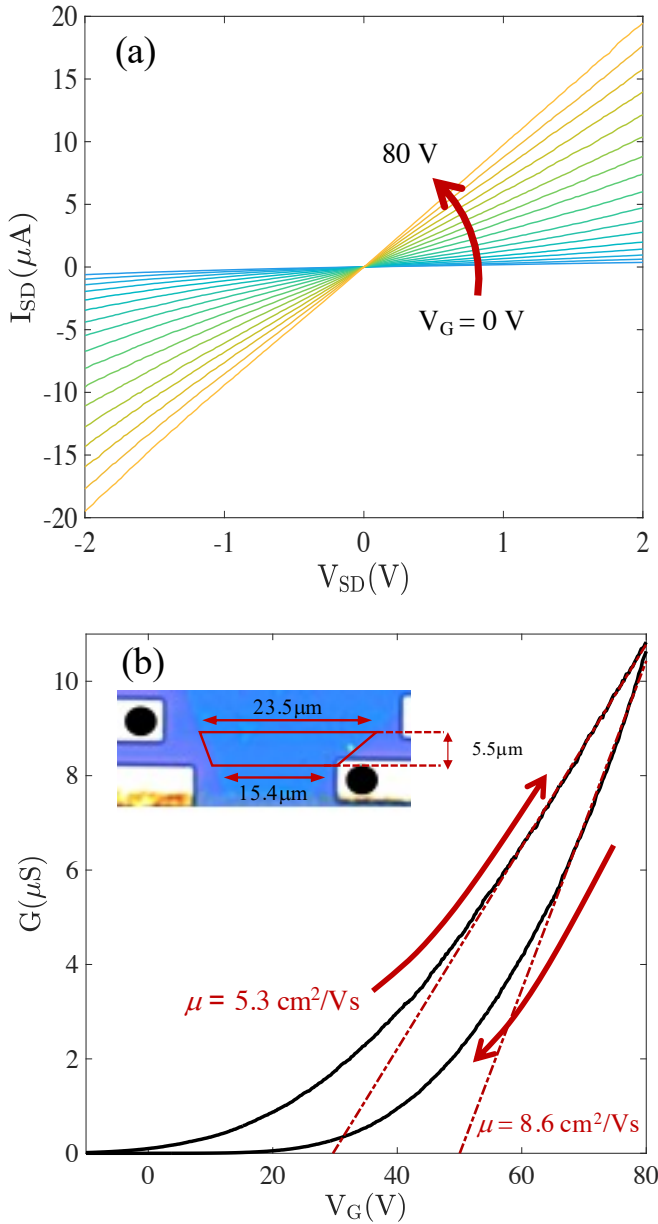 (a)
20
15
10
5
0
-5
-10
-15
-20
I_SD(μA)
80 V
V_G = 0 V
-2 -1 0 1 2
V_SD(V)
(b)
10
8
6
4
2
0
G(μS)
23.5μm
5.5μm
15.4μm
μ = 5.3 cm²/Vs
μ = 8.6 cm²/Vs
0 20 40 60 80
V_G(V)